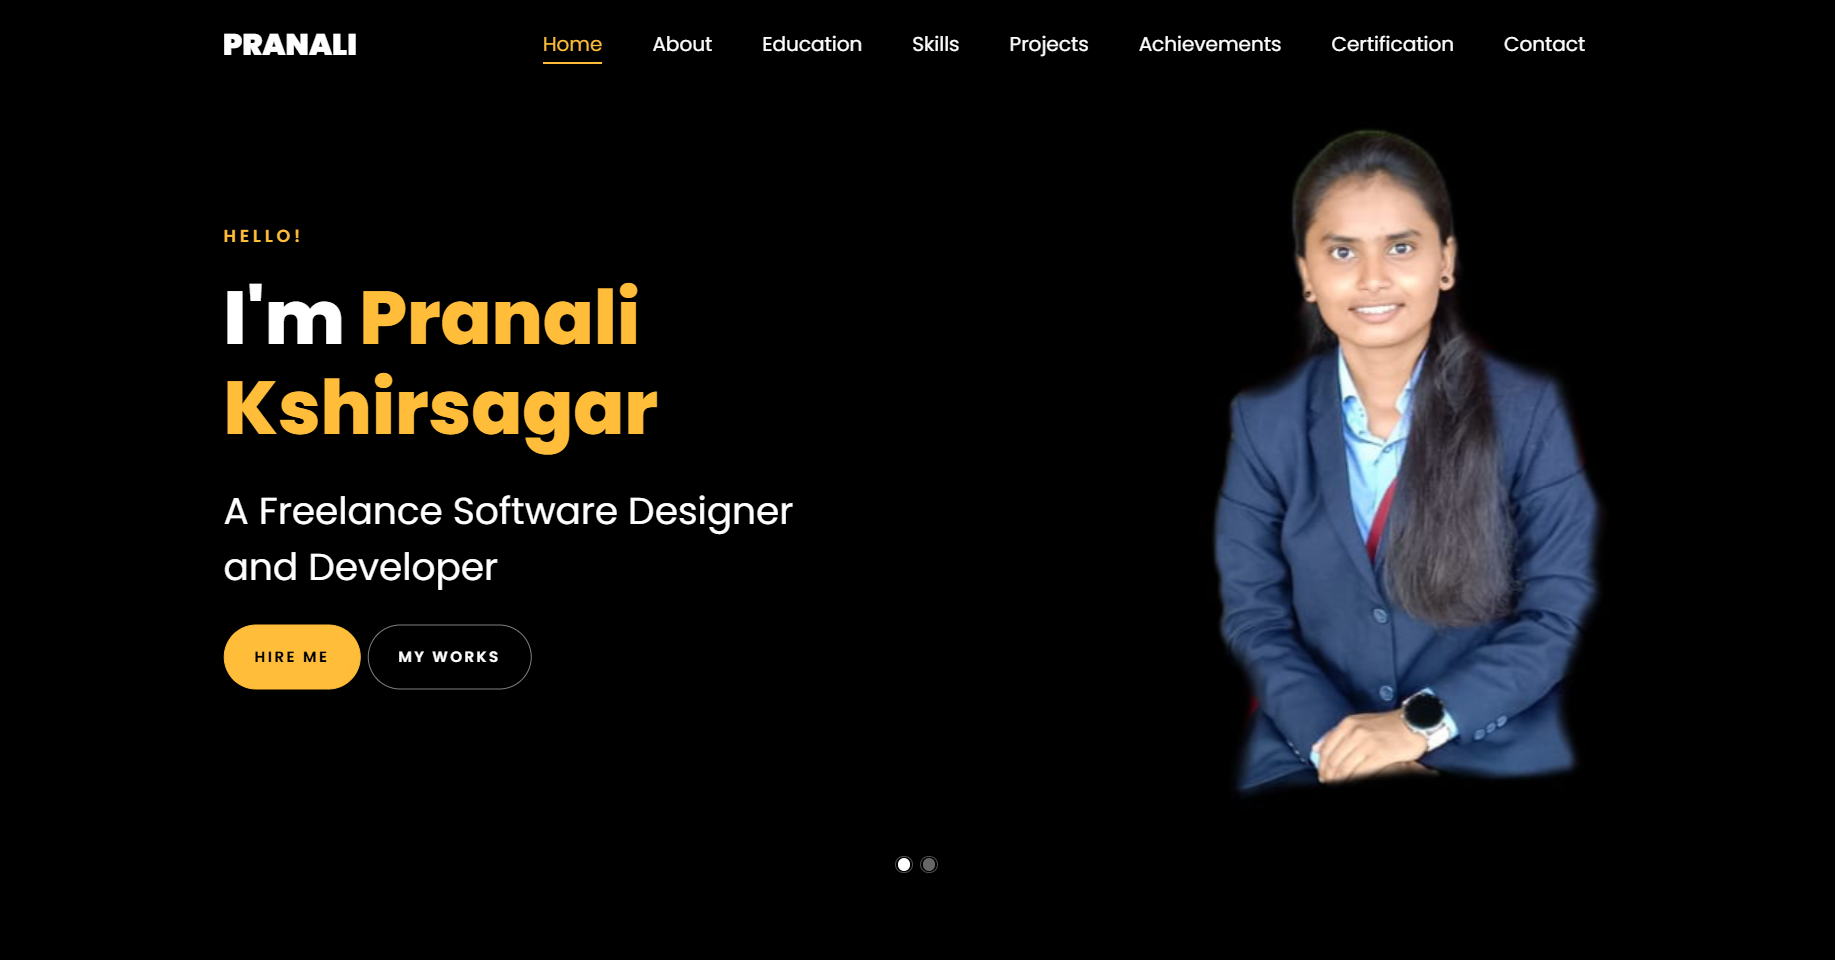 PRANALI
Home About Education Skills Projects Achievements Certification Contact
HELLO!
I'm Pranali
Kshirsagar
A Freelance Software Designer
and Developer
HIRE ME MY WORKS